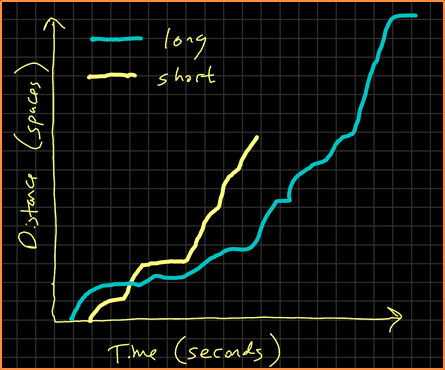 long
short
Distance (spaces)
Time (seconds)